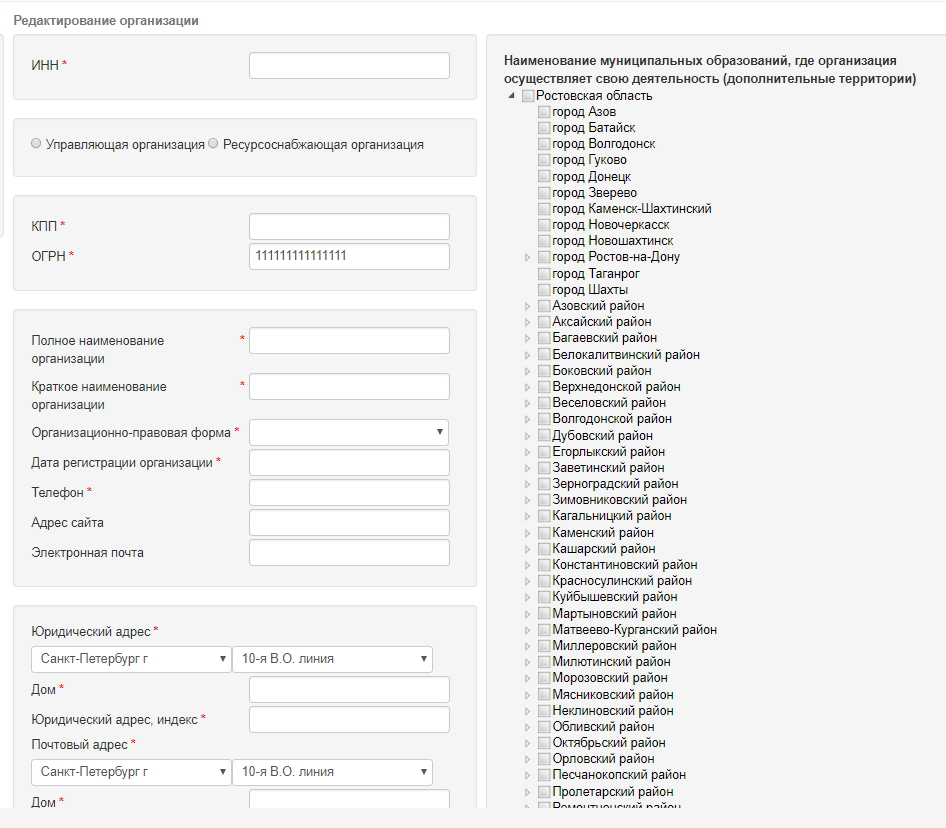 Редактирование организации
ИНН *
Управляющая организация Ресурсоснабжающая организация
КПП *
ОГРН * 111111111111111
Полное наименование *
организации
Краткое наименование *
организации
Организационно-правовая форма *
Дата регистрации организации *
Телефон *
Адрес сайта
Электронная почта
Юридический адрес *
Санкт-Петербург г 10-я В.О. линия
Дом *
Юридический адрес, индекс *
Почтовый адрес *
Санкт-Петербург г 10-я В.О. линия
Дом *
Наименование муниципальных образований, где организация
осуществляет свою деятельность (дополнительные территории)
Ростовская область
город Азов
город Батайск
город Волгодонск
город Гуково
город Донецк
город Зверево
город Каменск-Шахтинский
город Новочеркасск
город Новошахтинск
город Ростов-на-Дону
город Таганрог
город Шахты
Азовский район
Аксайский район
Багаевский район
Белокалитвинский район
Боковский район
Верхнедонской район
Веселовский район
Волгодонской район
Дубовский район
Егорлыкский район
Заветинский район
Зерноградский район
Зимовниковский район
Кагальницкий район
Каменский район
Кашарский район
Константиновский район
Красносулинский район
Куйбышевский район
Мартыновский район
Матвеево-Курганский район
Миллеровский район
Милютинский район
Морозовский район
Мясниковский район
Неклиновский район
Обливский район
Октябрьский район
Орловский район
Песчанокопский район
Пролетарский район
Ремонтненский район